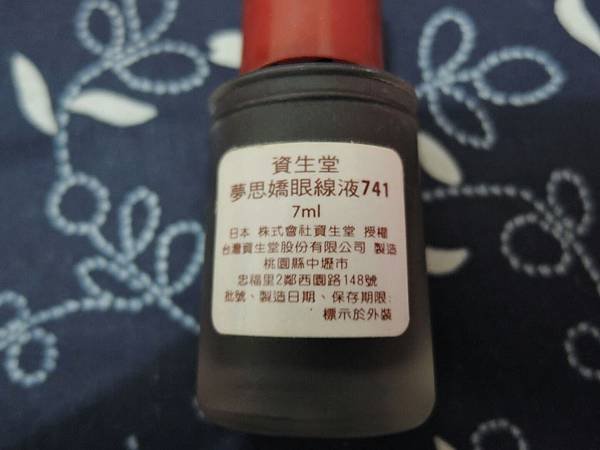 資生堂
夢思嬌眼線液741
7ml
日本 株式會社資生堂 授權
台灣資生堂股份有限公司 製造
桃園縣中壢市
忠福里2鄰西園路148號
批號、製造日期、保存期限:
標示於外裝